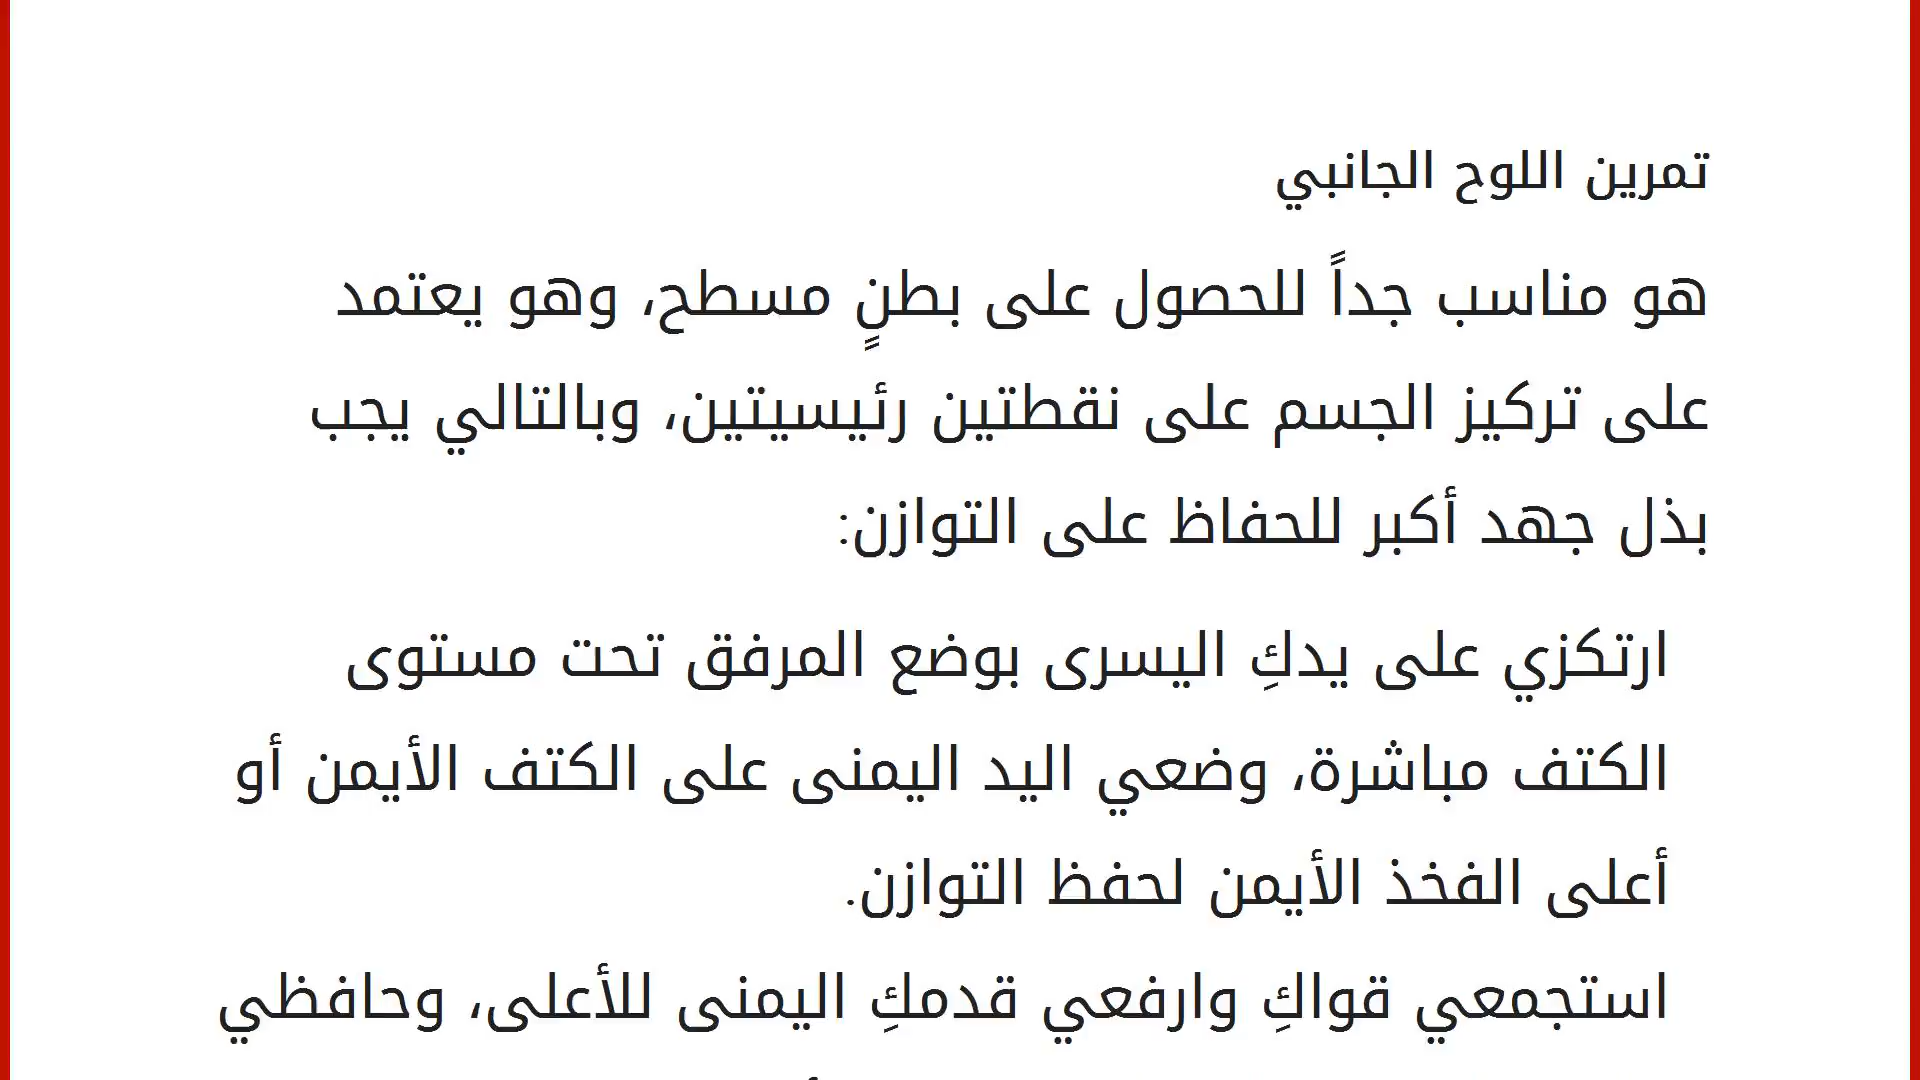 تمرين اللوح الجانبي
هو مناسب جداً للحصول على بطنٍ مسطح، وهو يعتمد
على تركيز الجسم على نقطتين رئيسيتين، وبالتالي يجب
بذل جهد أكبر للحفاظ على التوازن:
ارتكزي على يدكِ اليسرى بوضع المرفق تحت مستوى
الكتف مباشرة، وضعي اليد اليمنى على الكتف الأيمن أو
أعلى الفخذ الأيمن لحفظ التوازن.
استجمعي قواكِ وارفعي قدمكِ اليمنى للأعلى، وحافظي